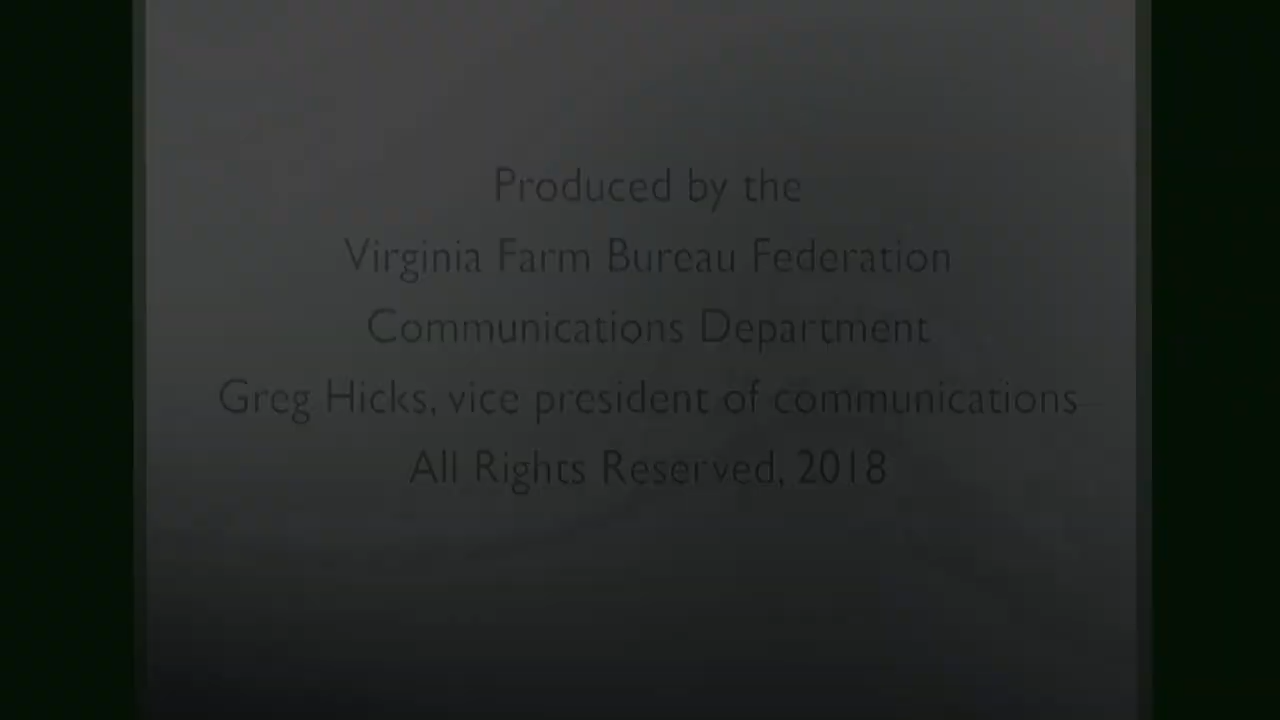 Produced by the
Virginia Farm Bureau Federation
Communications Department
Greg Hicks, vice president of communications
All Rights Reserved, 2018